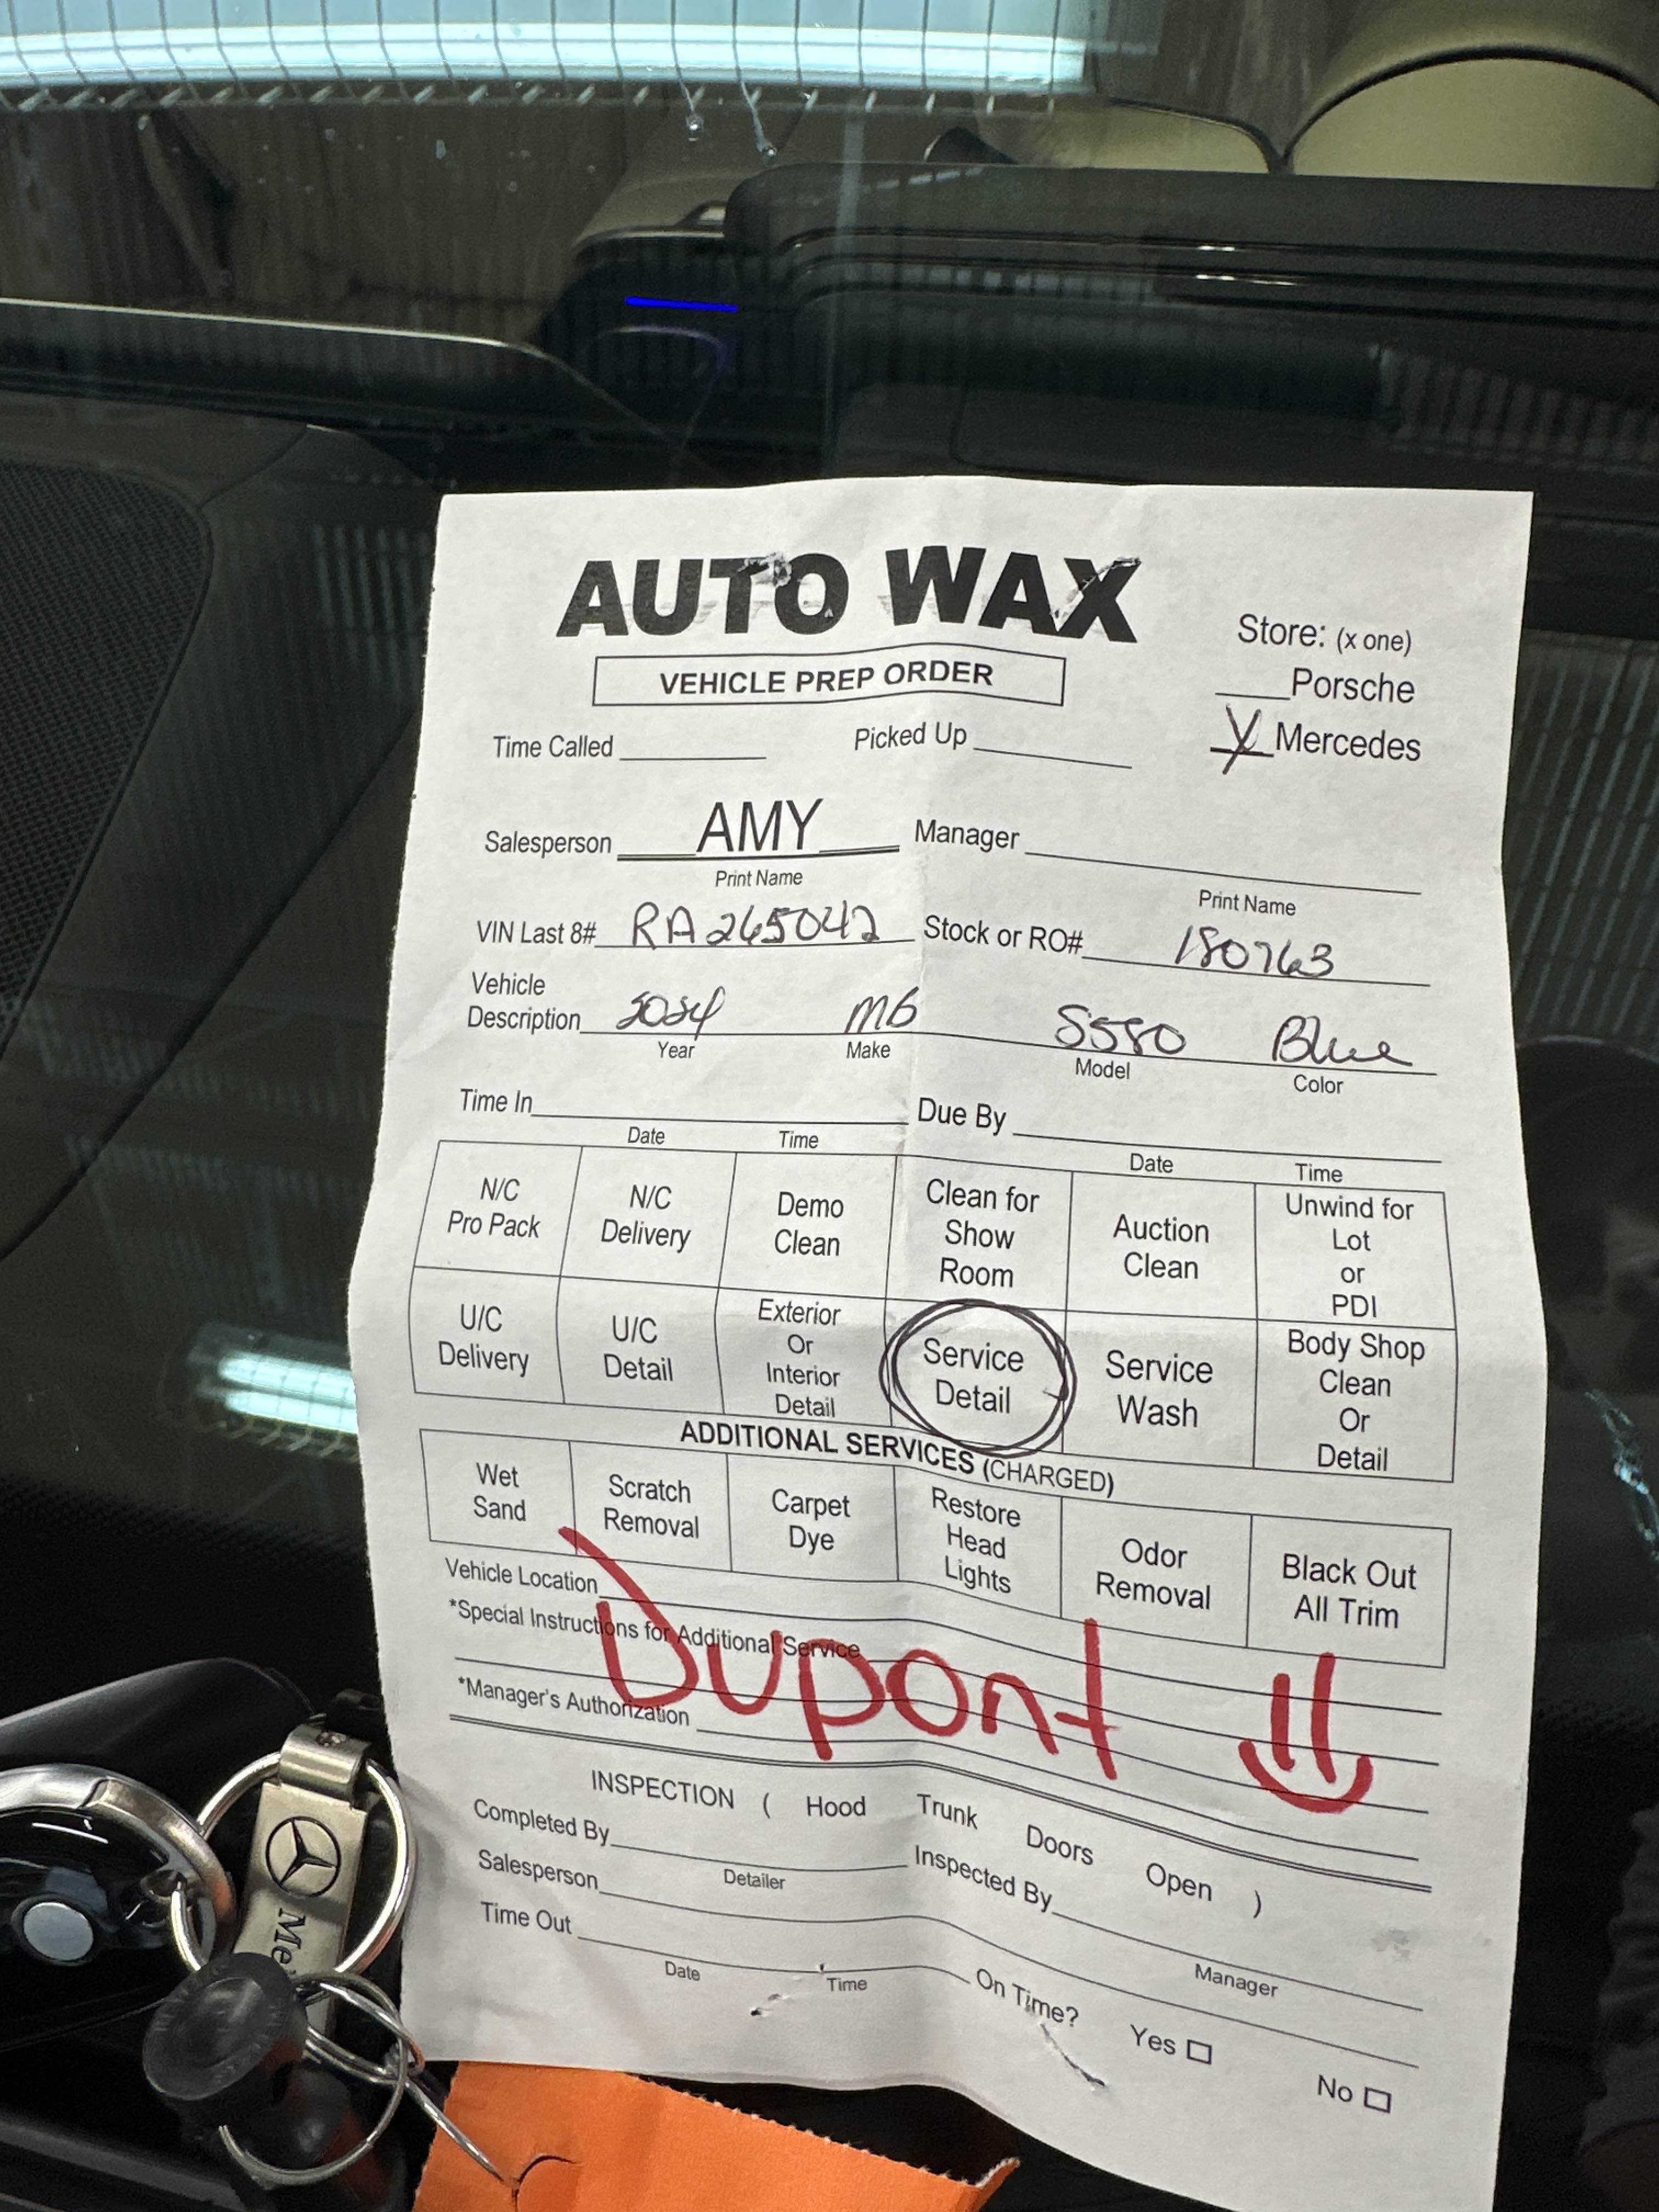 AUTO WAX
VEHICLE PREP ORDER
Store: (x one)
Porsche
X Mercedes
Time Called Picked Up
Salesperson AMY Manager
Print Name Print Name
VIN Last 8# RA265042 Stock or RO# 180763
Vehicle
Description 2024 MB S580 Blue
Year Make Model Color
Time In Due By
Date Time Date Time
N/C Pro Pack
N/C Delivery
Demo Clean
Clean for Show Room
Auction Clean
Unwind for Lot or PDI
U/C Delivery
U/C Detail
Exterior Or Interior Detail
Service Detail
Service Wash
Body Shop Clean Or Detail
ADDITIONAL SERVICES (CHARGED)
Wet Sand
Scratch Removal
Carpet Dye
Restore Head Lights
Odor Removal
Black Out All Trim
Vehicle Location
*Special Instructions for Additional Service
Dupont
*Manager's Authorization
INSPECTION ( Hood Trunk Doors Open )
Completed By Inspected By
Detailer Manager
Salesperson
Time Out On Time? Yes No
Date Time